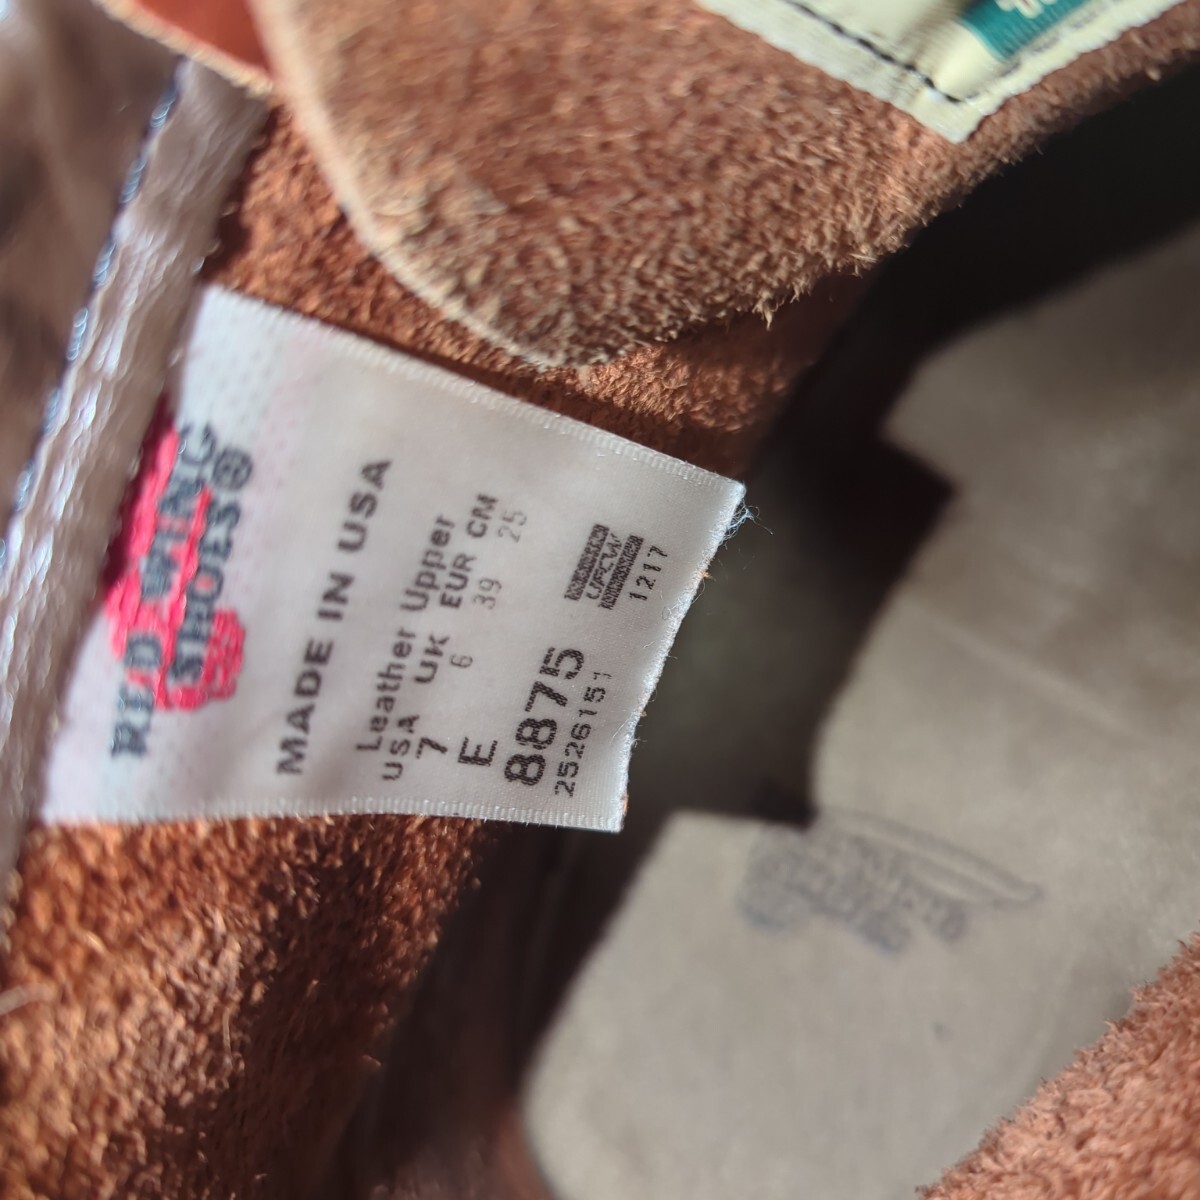 RED WING
SHOES®
MADE IN USA
Leather Upper
USA UK EUR CM
7 6 39 25
E
8875
2526151
UFCW
1217